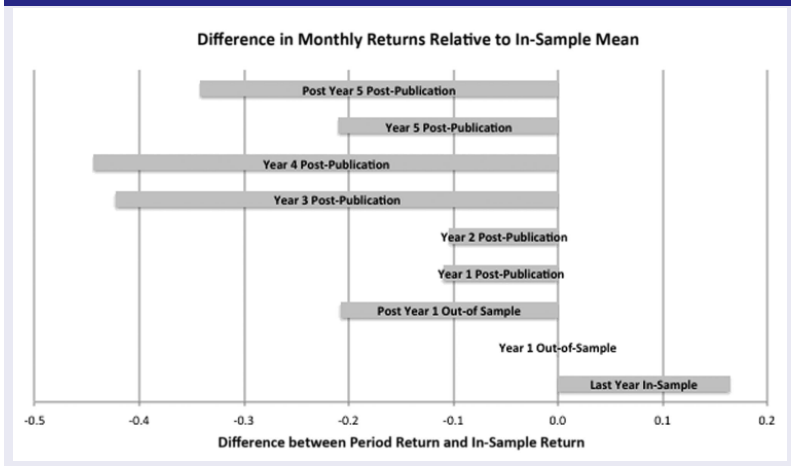 Difference in Monthly Returns Relative to In-Sample Mean
Post Year 5 Post-Publication
Year 5 Post-Publication
Year 4 Post-Publication
Year 3 Post-Publication
Year 2 Post-Publication
Year 1 Post-Publication
Post Year 1 Out-of Sample
Year 1 Out-of-Sample
Last Year In-Sample
-0.5 -0.4 -0.3 -0.2 -0.1 0.0 0.1 0.2
Difference between Period Return and In-Sample Return